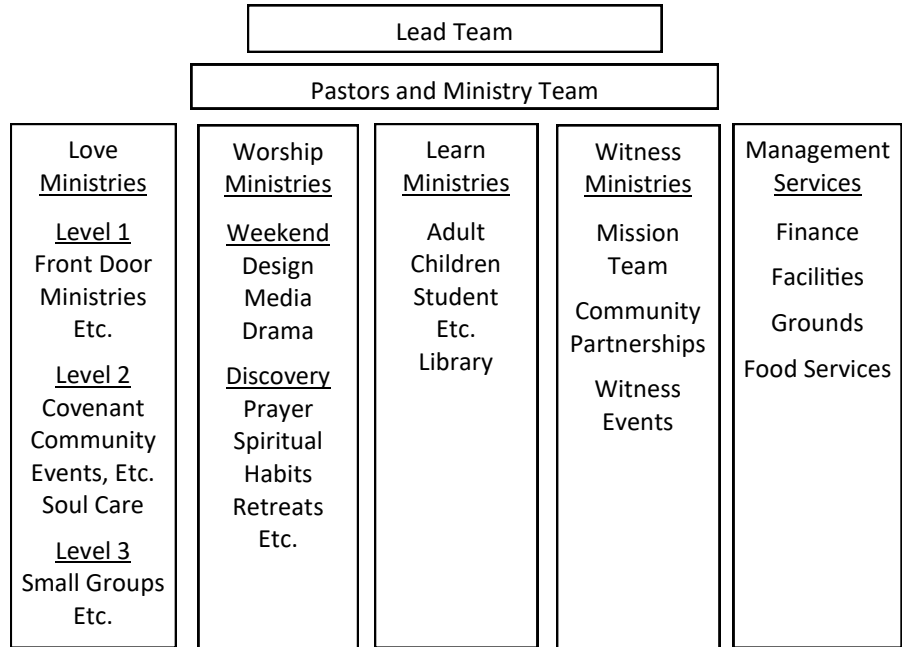 Lead Team
Pastors and Ministry Team
Love
Ministries
Level 1
Front Door
Ministries
Etc.
Level 2
Covenant
Community
Events, Etc.
Soul Care
Level 3
Small Groups
Etc.
Worship
Ministries
Weekend
Design
Media
Drama
Discovery
Prayer
Spiritual
Habits
Retreats
Etc.
Learn
Ministries
Adult
Children
Student
Etc.
Library
Witness
Ministries
Mission
Team
Community
Partnerships
Witness
Events
Management
Services
Finance
Facilities
Grounds
Food Services